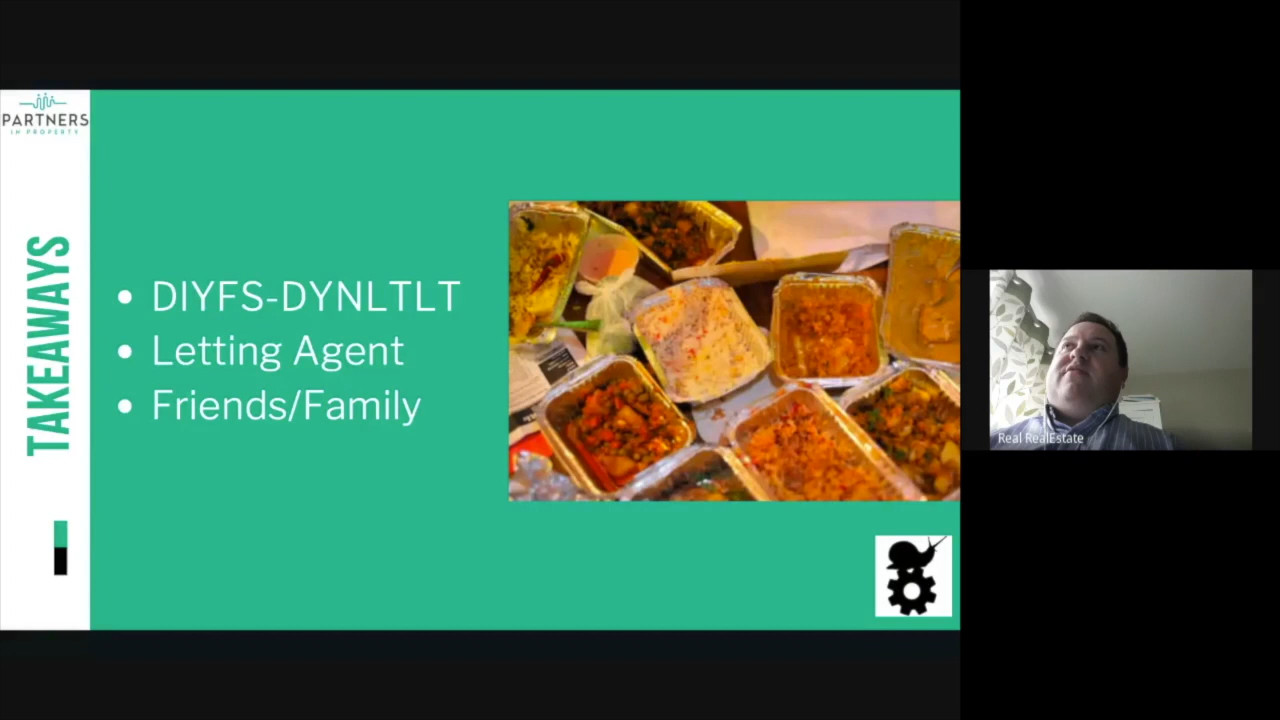 PARTNERS
IN PROPERTY
TAKEAWAYS
DIYFS-DYNLTLT
Letting Agent
Friends/Family
Real RealEstate